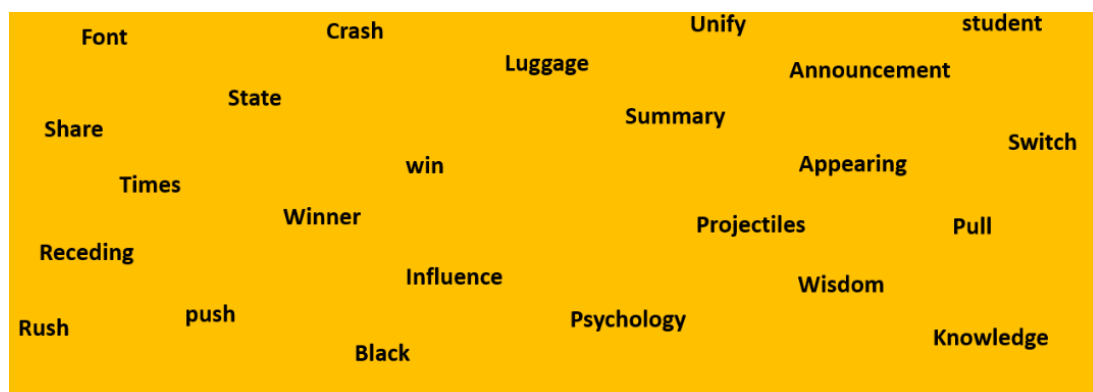 Font
Crash
Unify
student
Luggage
Announcement
State
Summary
Share
Switch
win
Appearing
Times
Winner
Projectiles
Pull
Receding
Influence
Wisdom
push
Psychology
Rush
Knowledge
Black